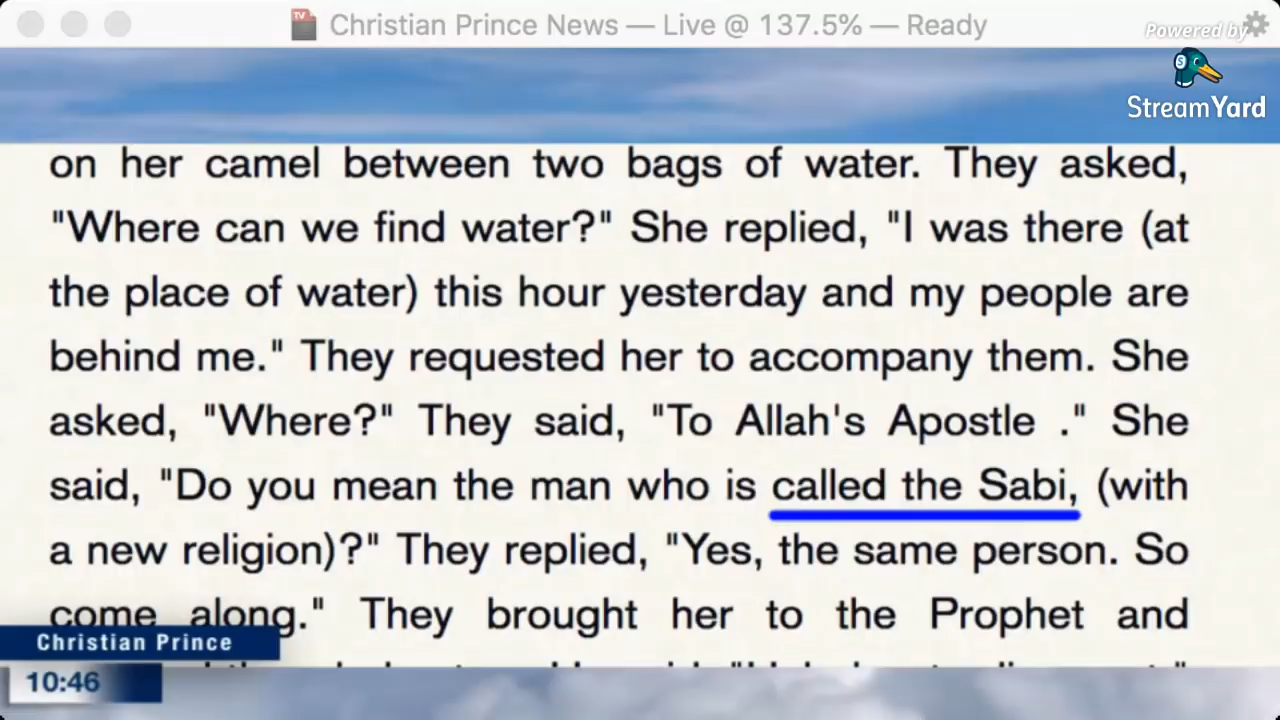 Christian Prince News — Live @ 137.5% — Ready
Powered by
StreamYard
on her camel between two bags of water. They asked,
"Where can we find water?" She replied, "I was there (at
the place of water) this hour yesterday and my people are
behind me." They requested her to accompany them. She
asked, "Where?" They said, "To Allah's Apostle ." She
said, "Do you mean the man who is called the Sabi, (with
a new religion)?" They replied, "Yes, the same person. So
come along." They brought her to the Prophet and
Christian Prince
10:46